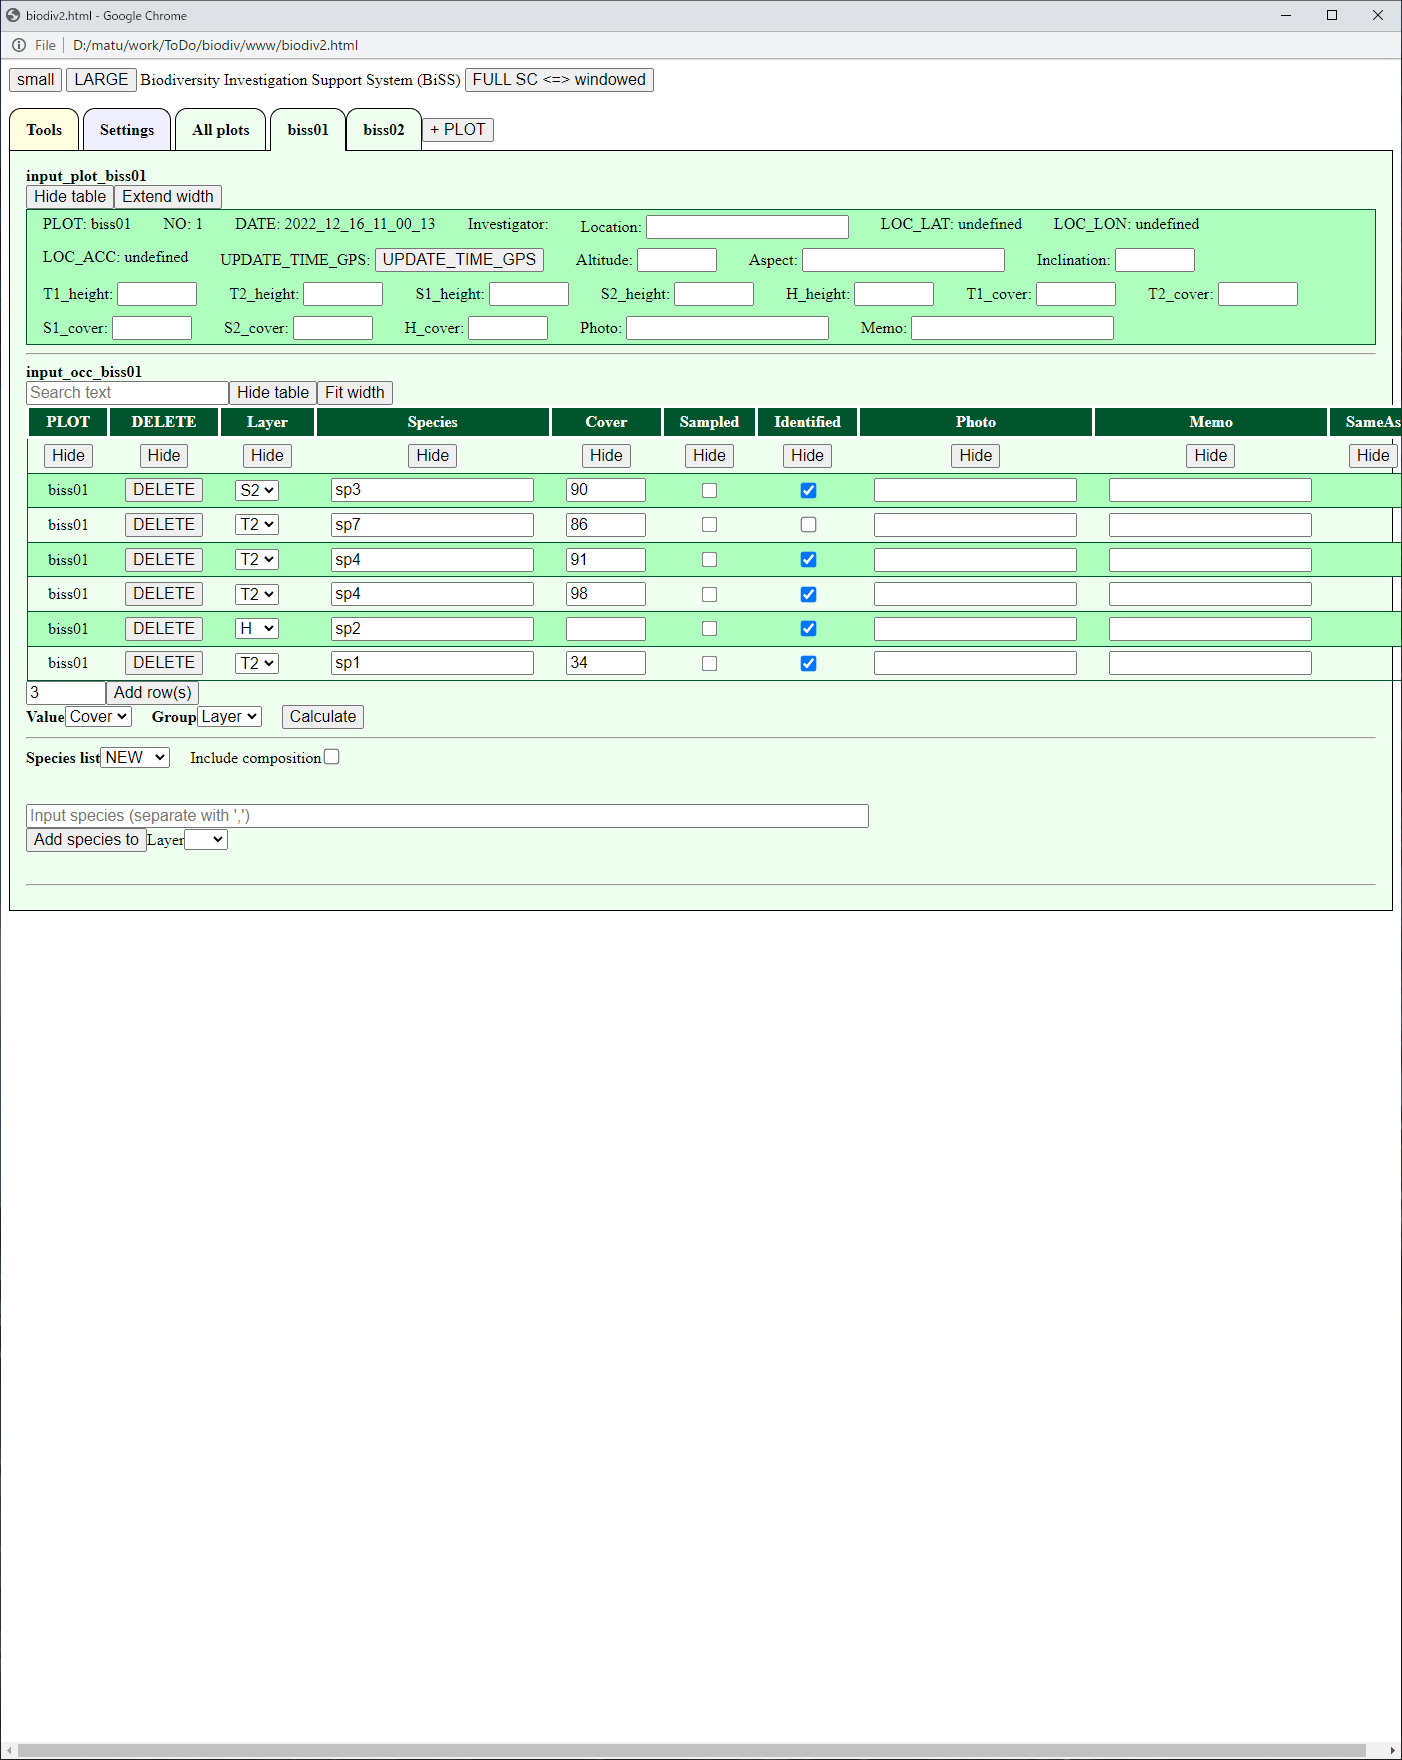 biodiv2.html - Google Chrome
File D:/matu/work/ToDo/biodiv/www/biodiv2.html
small LARGE Biodiversity Investigation Support System (BiSS) FULL SC <=> windowed
Tools Settings All plots biss01 biss02 + PLOT
input_plot_biss01
Hide table Extend width
PLOT: biss01 NO: 1 DATE: 2022_12_16_11_00_13 Investigator: Location: LOC_LAT: undefined LOC_LON: undefined
LOC_ACC: undefined UPDATE_TIME_GPS: UPDATE_TIME_GPS Altitude: Aspect: Inclination:
T1_height: T2_height: S1_height: S2_height: H_height: T1_cover: T2_cover:
S1_cover: S2_cover: H_cover: Photo: Memo:
input_occ_biss01
Search text Hide table Fit width
PLOT DELETE Layer Species Cover Sampled Identified Photo Memo SameAs
Hide Hide Hide Hide Hide Hide Hide Hide Hide Hide
biss01 DELETE S2 sp3 90
biss01 DELETE T2 sp7 86
biss01 DELETE T2 sp4 91
biss01 DELETE T2 sp4 98
biss01 DELETE H sp2
biss01 DELETE T2 sp1 34
3 Add row(s)
Value Cover Group Layer Calculate
Species list NEW Include composition
Input species (separate with ',')
Add species to Layer